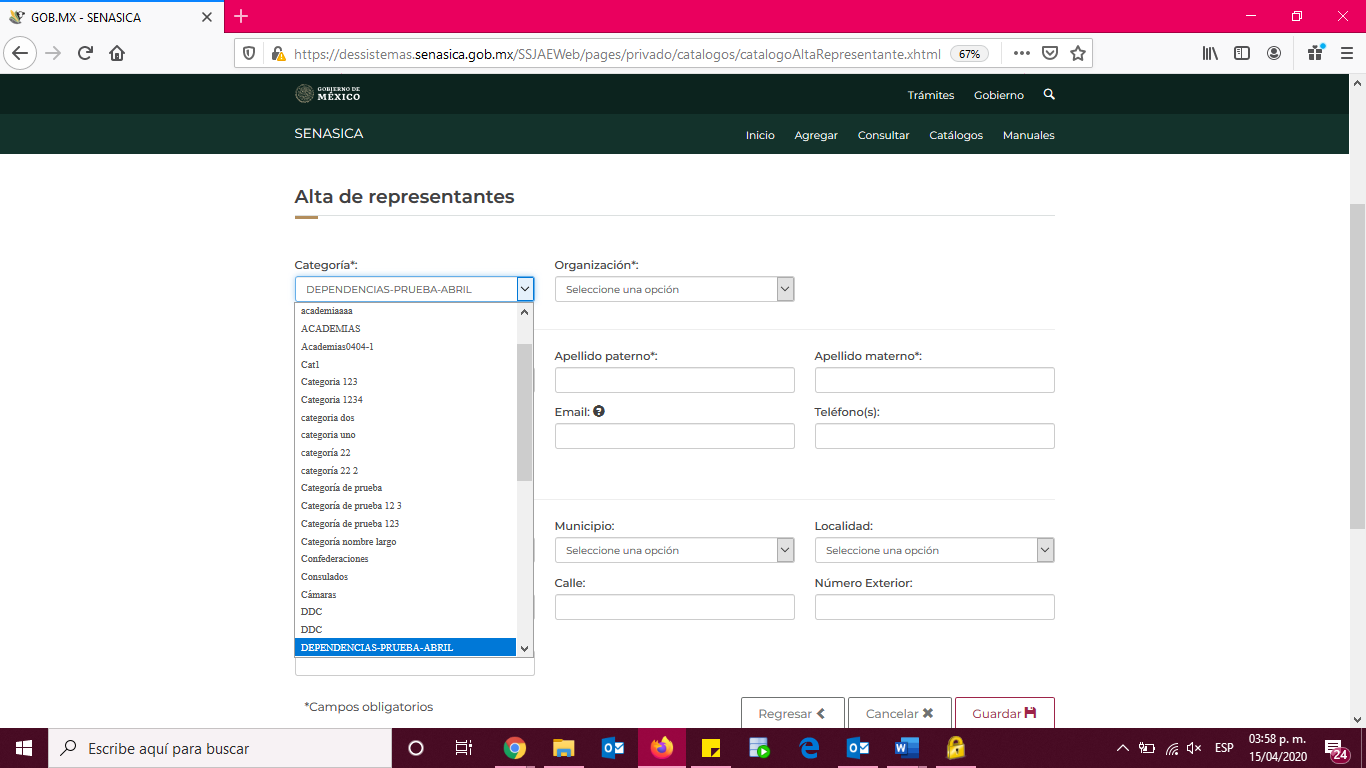 GOB.MX - SENASICA
https://dessistemas.senasica.gob.mx/SSJAEWeb/pages/privado/catalogos/catalogoAltaRepresentante.xhtml 67%
GOBIERNO DE MÉXICO
Trámites Gobierno
SENASICA
Inicio Agregar Consultar Catálogos Manuales
Alta de representantes
Categoría*: Organización*:
DEPENDENCIAS-PRUEBA-ABRIL Seleccione una opción
academiaaaa
ACADEMIAS
Academias0404-1
Cat1
Categoria 123
Categoria 1234
categoria dos
categoria uno
categoría 22
categoría 22 2
Categoría de prueba
Categoría de prueba 12 3
Categoría de prueba 123
Categoría nombre largo
Confederaciones
Consulados
Cámaras
DDC
DDC
DEPENDENCIAS-PRUEBA-ABRIL
Apellido paterno*: Apellido materno*:
Email: Teléfono(s):
Municipio: Localidad:
Seleccione una opción Seleccione una opción
Calle: Número Exterior:
*Campos obligatorios
Regresar Cancelar Guardar
Escribe aquí para buscar
ESP
03:58 p. m.
15/04/2020
24